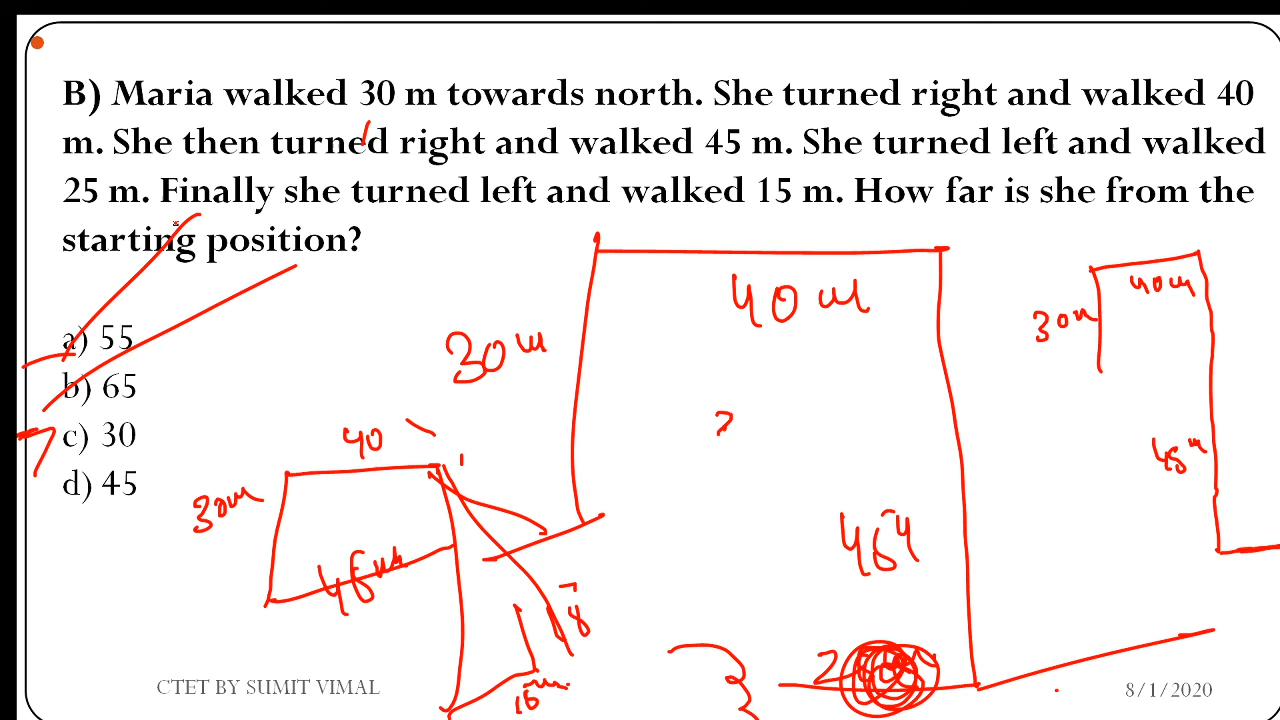 B) Maria walked 30 m towards north. She turned right and walked 40
m. She then turned right and walked 45 m. She turned left and walked
25 m. Finally she turned left and walked 15 m. How far is she from the
starting position?
a) 55
b) 65
c) 30
d) 45
40 m
30 m
40 m
30m
40
30m
CTET BY SUMIT VIMAL
8/1/2020